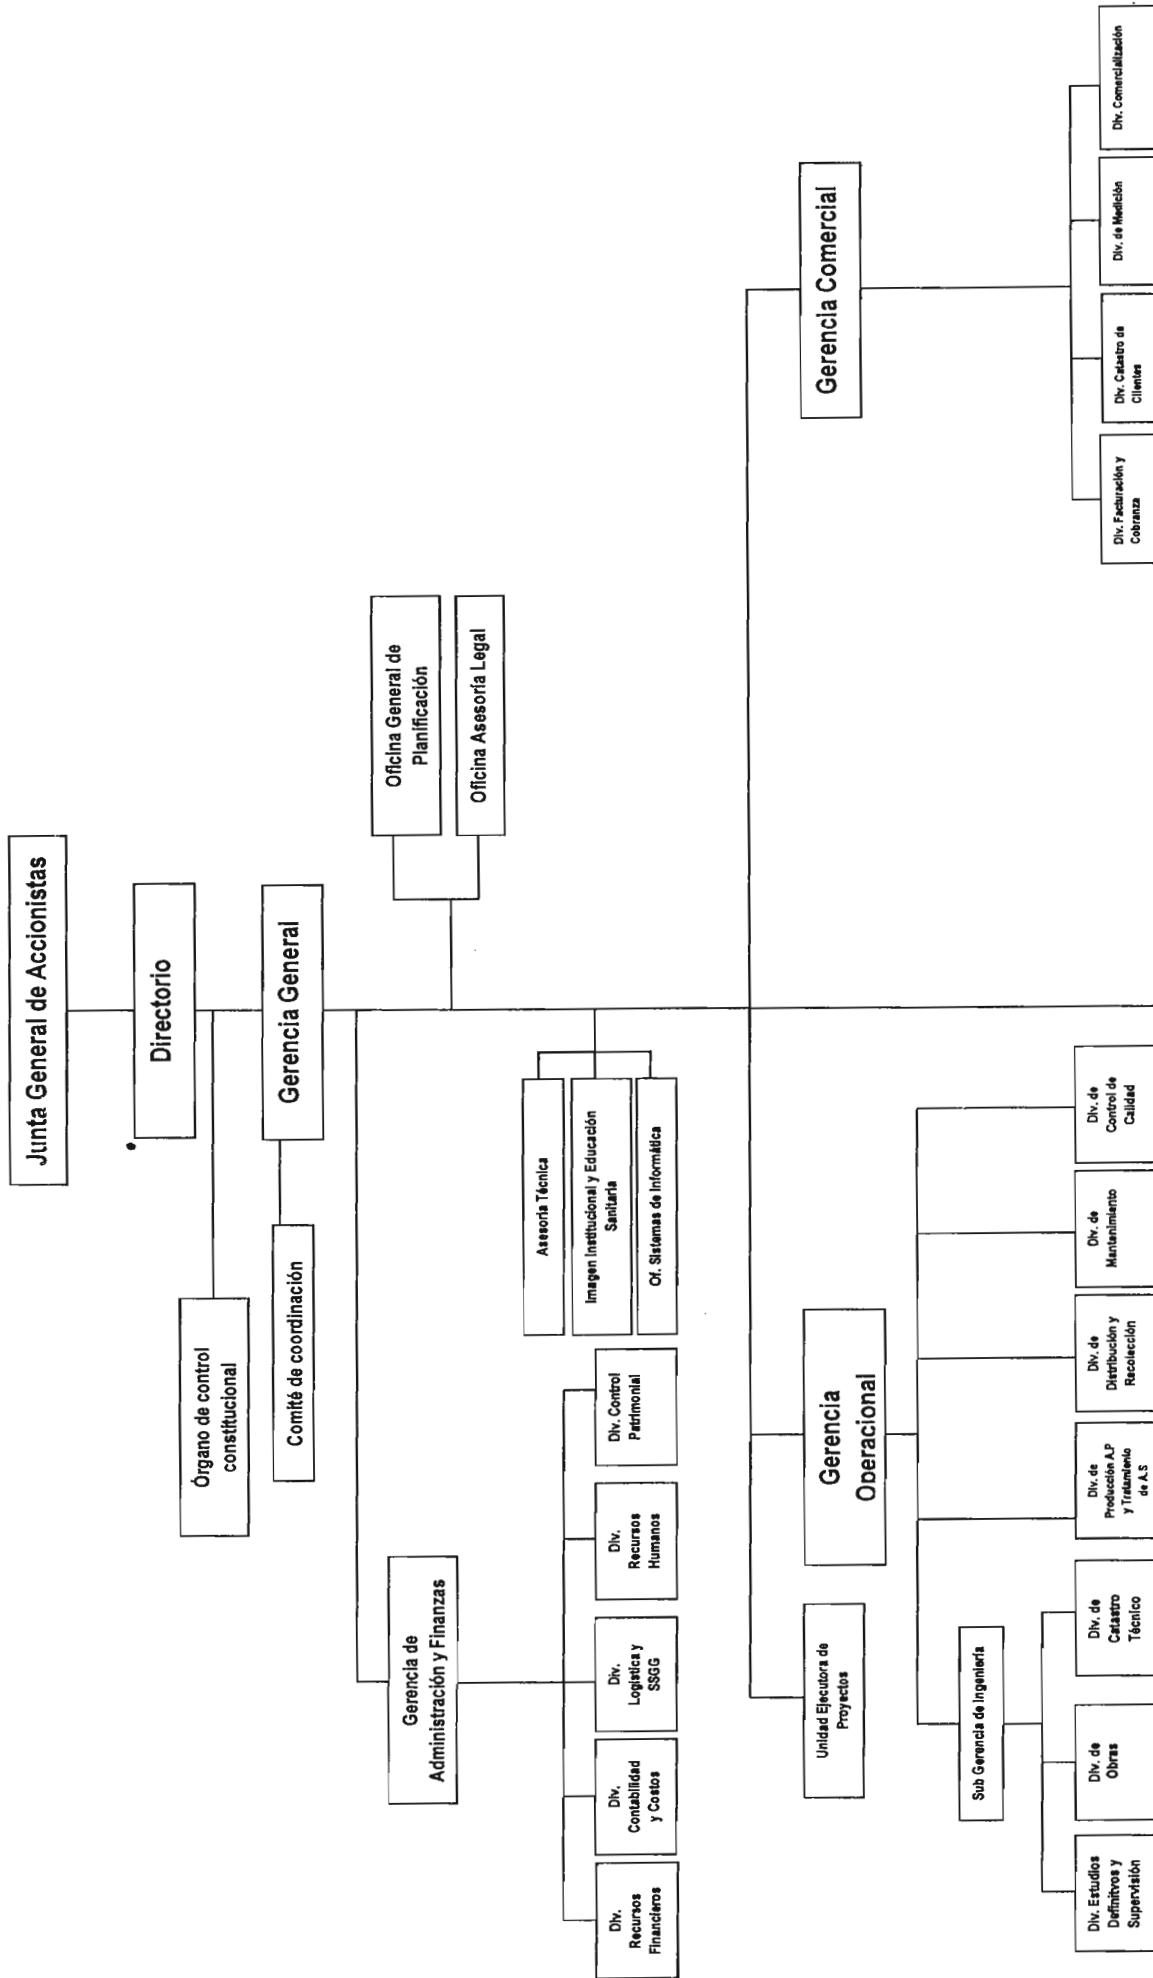 Junta General de Accionistas
Directorio
Órgano de control
constitucional
Gerencia General
Comité de coordinación
Oficina General de
Planificación
Oficina Asesoría Legal
Gerencia de
Administración y Finanzas
Asesoria Técnica
Imagen Institucional y Educación
Sanitaria
Of. Sistemas de Informática
Div.
Recursos
Financieros
Div.
Contabilidad
y Costos
Div.
Logística y
SSGG
Div.
Recursos
Humanos
Div. Control
Patrimonial
Unidad Ejecutora de
Proyectos
Gerencia
Operacional
Gerencia Comercial
Sub Gerencia de Ingeniería
Div. Estudios
Definitvos y
Supervisión
Div. de
Obras
Div. de
Catastro
Técnico
Div. de
Producción A.P
y Tratamiento
de A.S
Div. de
Distribución y
Recolección
Div. de
Mantenimiento
Div. de
Control de
Calidad
Div. Facturación y
Cobranza
Div. Catastro de
Clientes
Div. de Medición
Div. Comercialización